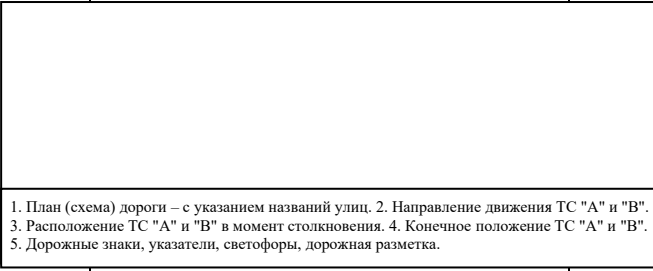 1. План (схема) дороги – с указанием названий улиц. 2. Направление движения ТС "А" и "В".
3. Расположение ТС "А" и "В" в момент столкновения. 4. Конечное положение ТС "А" и "В".
5. Дорожные знаки, указатели, светофоры, дорожная разметка.